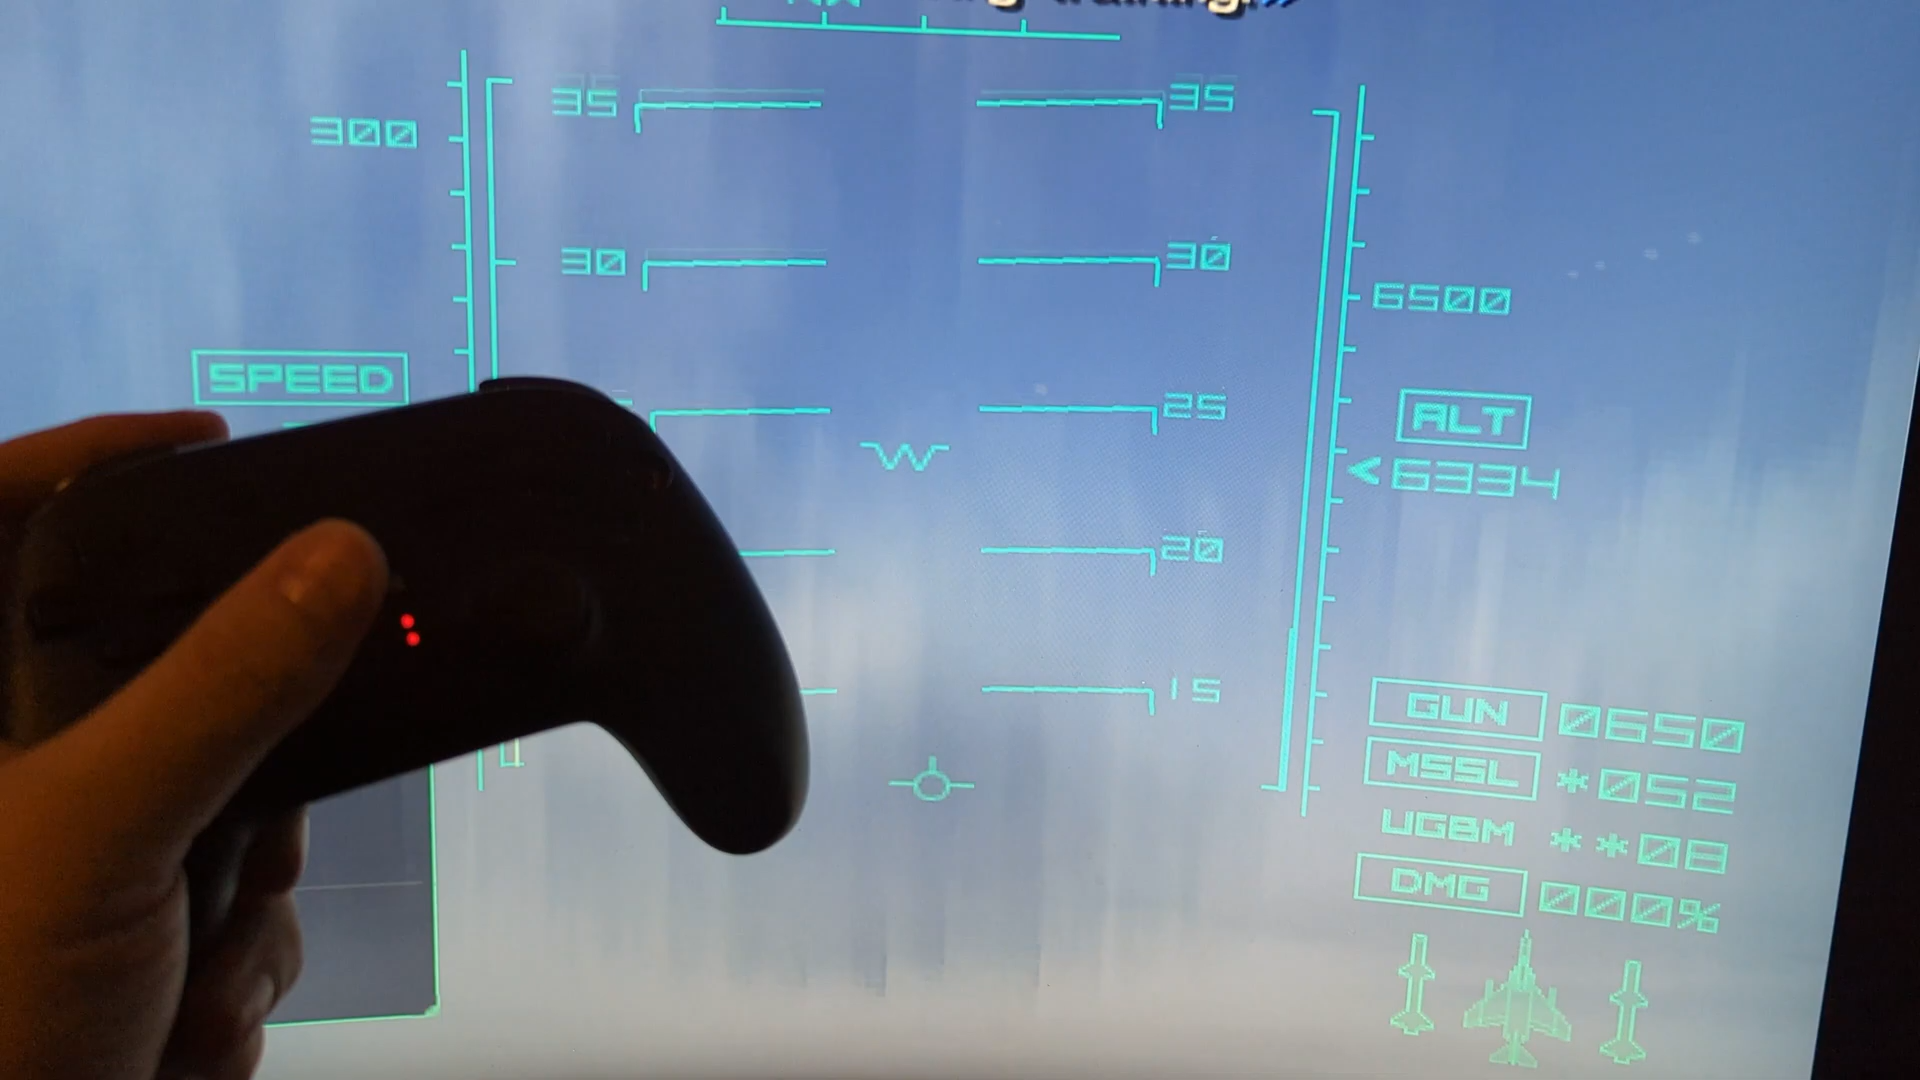 training.»
35 35
300
30 30
6500
SPEED
25
ALT
<6334
20
15
GUN 0650
MSSL *052
UGBM **08
DMG 000%